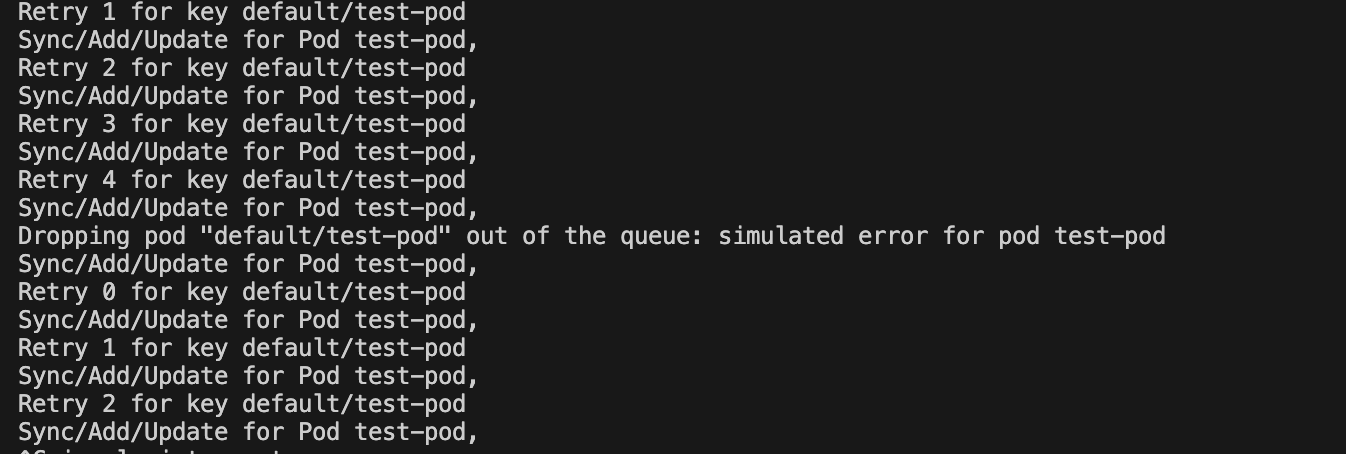 Retry 1 for key default/test-pod
Sync/Add/Update for Pod test-pod,
Retry 2 for key default/test-pod
Sync/Add/Update for Pod test-pod,
Retry 3 for key default/test-pod
Sync/Add/Update for Pod test-pod,
Retry 4 for key default/test-pod
Sync/Add/Update for Pod test-pod,
Dropping pod "default/test-pod" out of the queue: simulated error for pod test-pod
Sync/Add/Update for Pod test-pod,
Retry 0 for key default/test-pod
Sync/Add/Update for Pod test-pod,
Retry 1 for key default/test-pod
Sync/Add/Update for Pod test-pod,
Retry 2 for key default/test-pod
Sync/Add/Update for Pod test-pod,